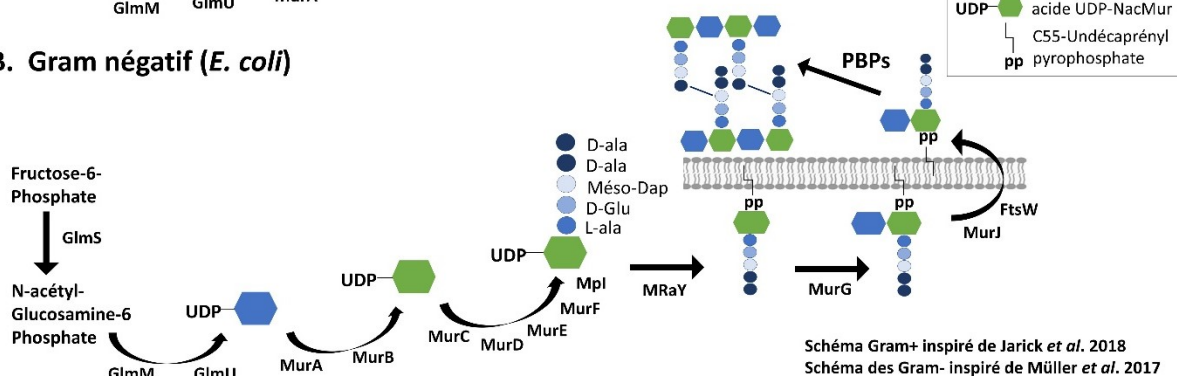 GlmM
GlmU
UDP
acide UDP-NacMur
C55-Undécaprényl
pp pyrophosphate
. Gram négatif (E. coli)
PBPs
pp
Fructose-6-
Phosphate
GlmS
N-acétyl-
Glucosamine-6
Phosphate
GlmM
GlmU
UDP
MurA
MurB
UDP
MurC
MurD
MurE
MurF
Mpl
UDP
D-ala
D-ala
Méso-Dap
D-Glu
L-ala
MRaY
pp
MurG
pp
MurJ
FtsW
Schéma Gram+ inspiré de Jarick et al. 2018
Schéma des Gram- inspiré de Müller et al. 2017